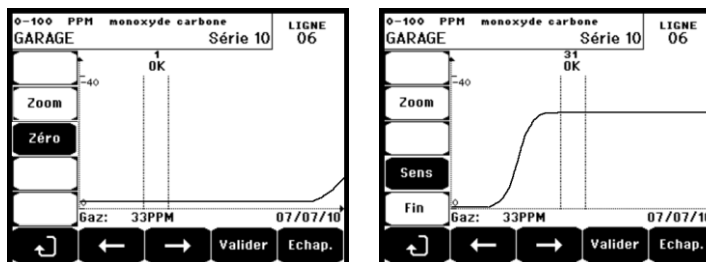 0-100 PPM monoxyde carbone
LIGNE
GARAGE Série 10 06
1
OK
40
Zoom
Zéro
0
Gaz: 33PPM 07/07/10
← → Valider Echap.
0-100 PPM monoxyde carbone
LIGNE
GARAGE Série 10 06
31
OK
40
Zoom
Sens
Fin
0
Gaz: 33PPM 07/07/10
← → Valider Echap.